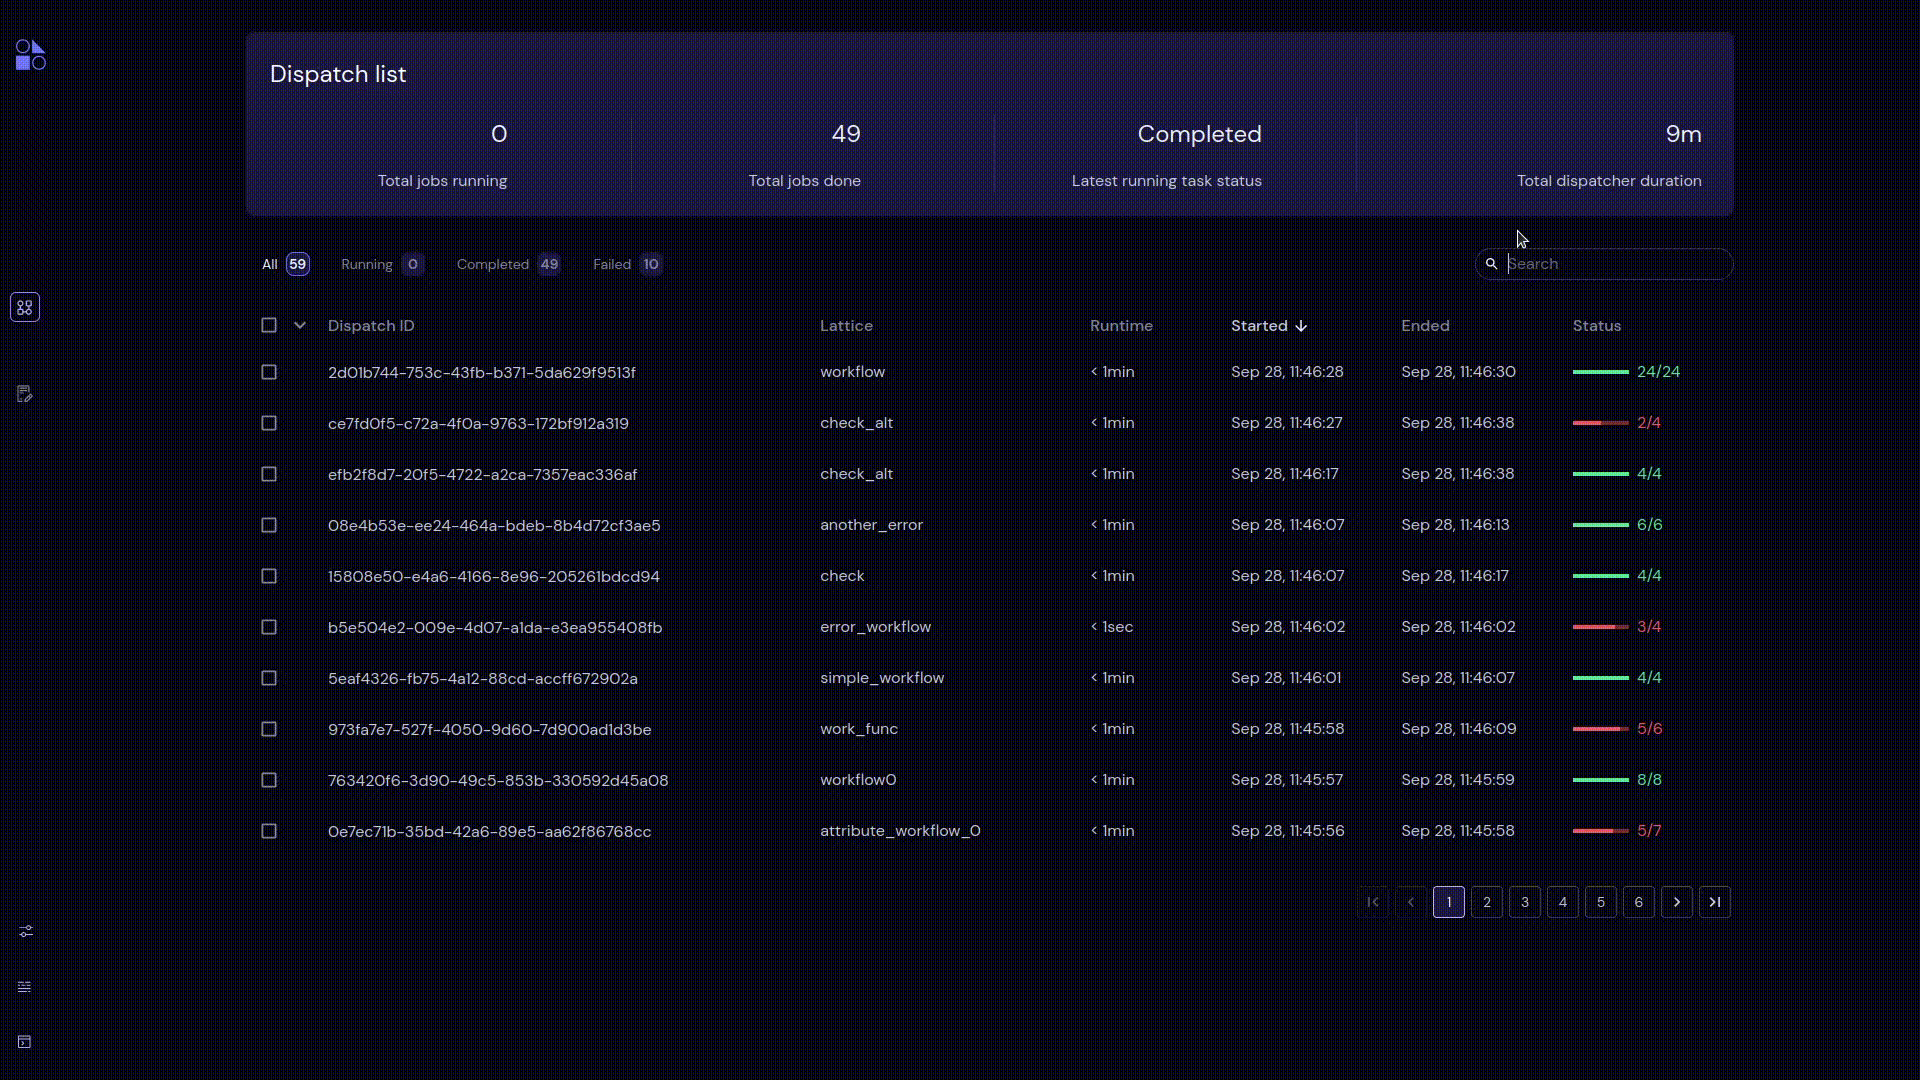 Dispatch list
0 49 Completed 9m
Total jobs running Total jobs done Latest running task status Total dispatcher duration
All 59 Running 0 Completed 49 Failed 10 Search
Dispatch ID Lattice Runtime Started Ended Status
2d01b744-753c-43fb-b371-5da629f9513f workflow < 1min Sep 28, 11:46:28 Sep 28, 11:46:30 24/24
ce7fd0f5-c72a-4f0a-9763-172bf912a319 check_alt < 1min Sep 28, 11:46:27 Sep 28, 11:46:38 2/4
efb2f8d7-20f5-4722-a2ca-7357eac336af check_alt < 1min Sep 28, 11:46:17 Sep 28, 11:46:38 4/4
08e4b53e-ee24-464a-bdeb-8b4d72cf3ae5 another_error < 1min Sep 28, 11:46:07 Sep 28, 11:46:13 6/6
15808e50-e4a6-4166-8e96-205261bdcd94 check < 1min Sep 28, 11:46:07 Sep 28, 11:46:17 4/4
b5e504e2-009e-4d07-a1da-e3ea955408fb error_workflow < 1sec Sep 28, 11:46:02 Sep 28, 11:46:02 3/4
5eaf4326-fb75-4a12-88cd-accff672902a simple_workflow < 1min Sep 28, 11:46:01 Sep 28, 11:46:07 4/4
973fa7e7-527f-4050-9d60-7d900ad1d3be work_func < 1min Sep 28, 11:45:58 Sep 28, 11:46:09 5/6
763420f6-3d90-49c5-853b-330592d45a08 workflow0 < 1min Sep 28, 11:45:57 Sep 28, 11:45:59 8/8
0e7ec71b-35bd-42a6-89e5-aa62f86768cc attribute_workflow_0 < 1min Sep 28, 11:45:56 Sep 28, 11:45:58 5/7
1 2 3 4 5 6